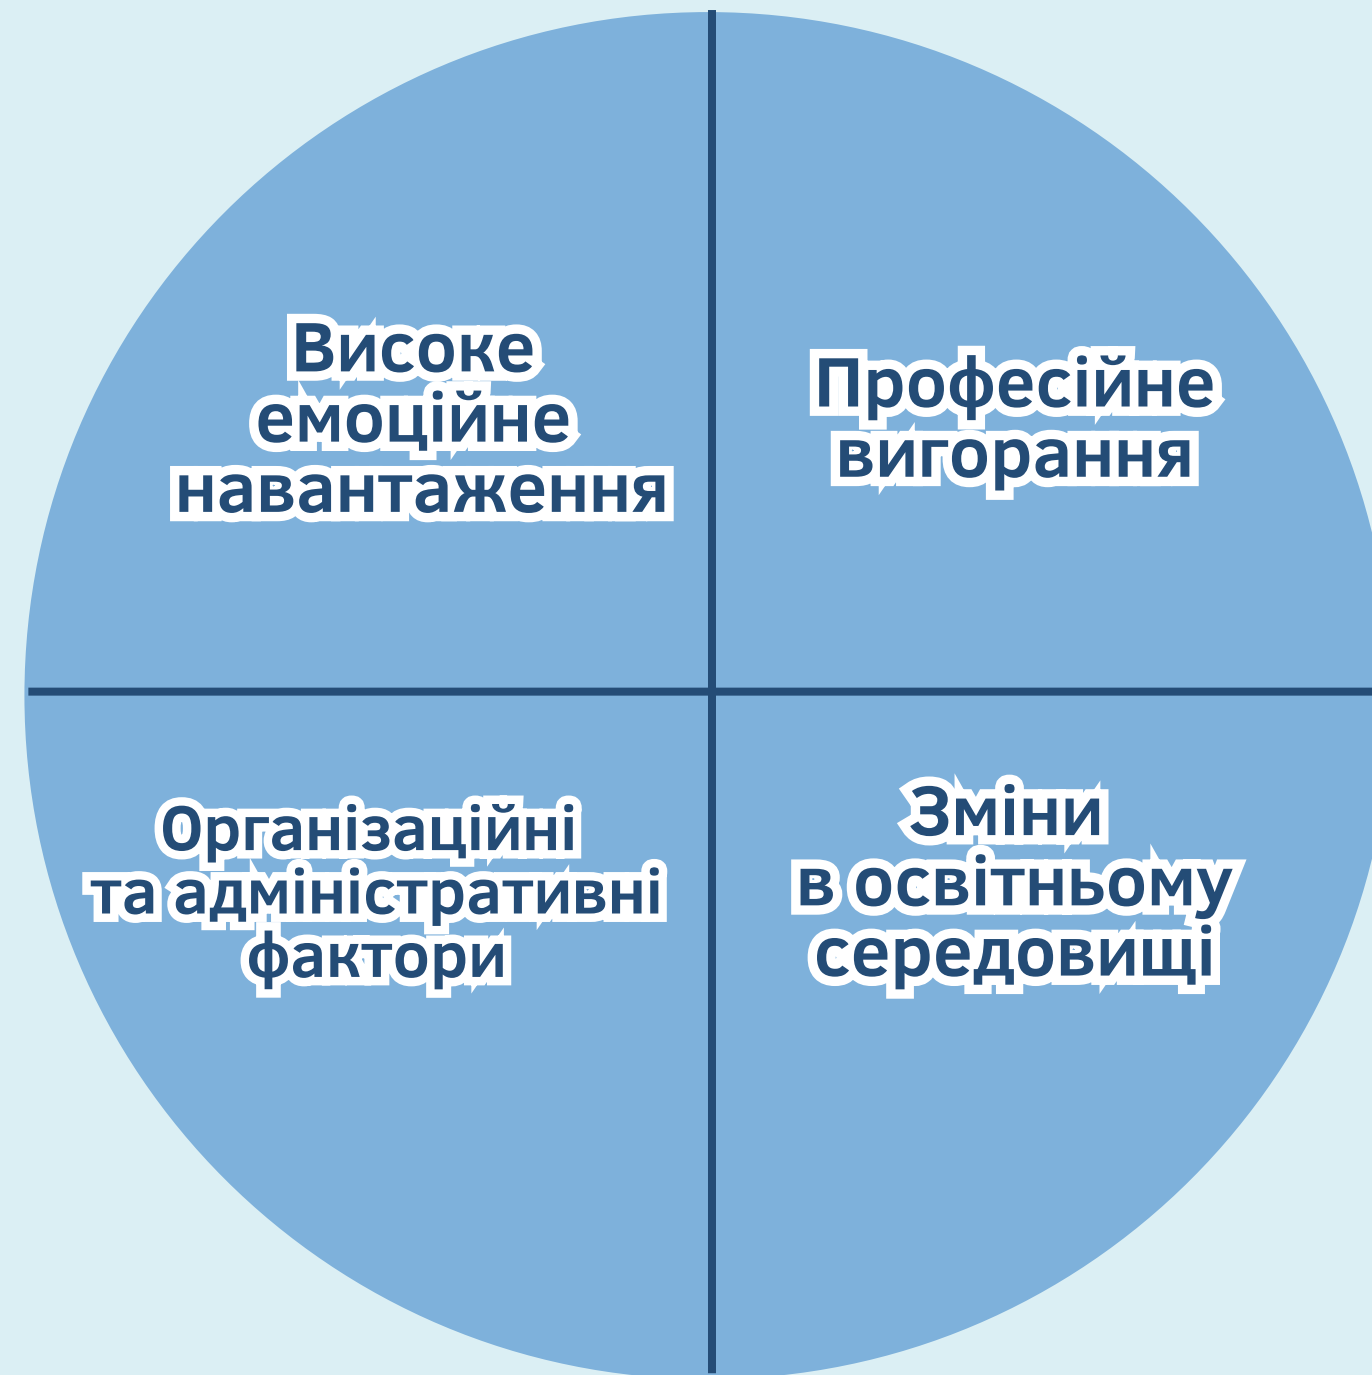 Високе
емоційне
навантаження
Професійне
вигорання
Організаційні
та адміністративні
фактори
Зміни
в освітньому
середовищі